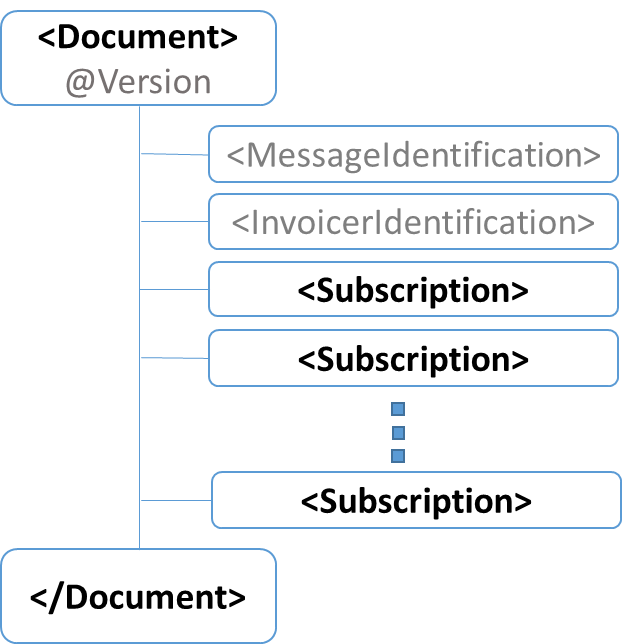 <Document>
@Version
<MessageIdentification>
<InvoicerIdentification>
<Subscription>
<Subscription>
<Subscription>
</Document>